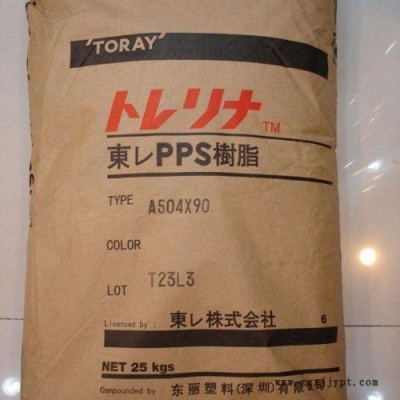 'TORAY'
トレリナTM
東レPPS樹脂
TYPE A504X90
COLOR
LOT T23L3
Licensed by : 東レ株式会社 6
NET 25 kgs
Compounded by : 东丽塑料(深圳)有限公司